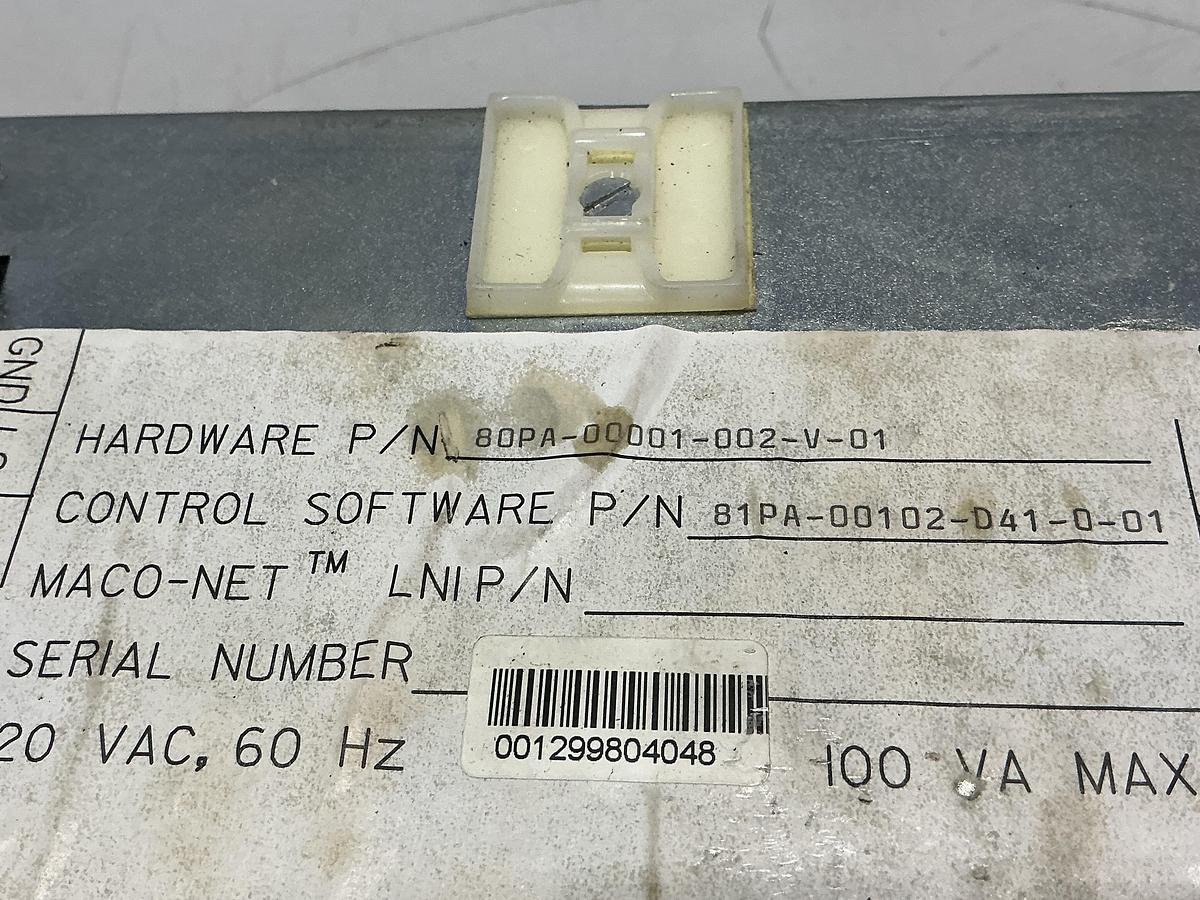 GND
HARDWARE P/N 80PA-00001-002-V-01
CONTROL SOFTWARE P/N 81PA-00102-D41-0-01
MACO-NET™ LNI P/N
SERIAL NUMBER
001299804048
20 VAC, 60 Hz 100 VA MAX